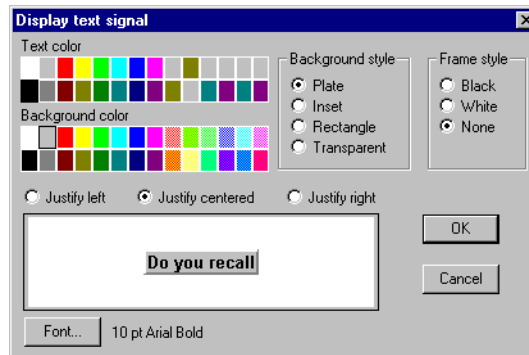 Display text signal
Text color
Background style
Frame style
Plate
Black
Inset
White
Background color
Rectangle
None
Transparent
Justify left
Justify centered
Justify right
Do you recall
OK
Cancel
Font...
10 pt Arial Bold